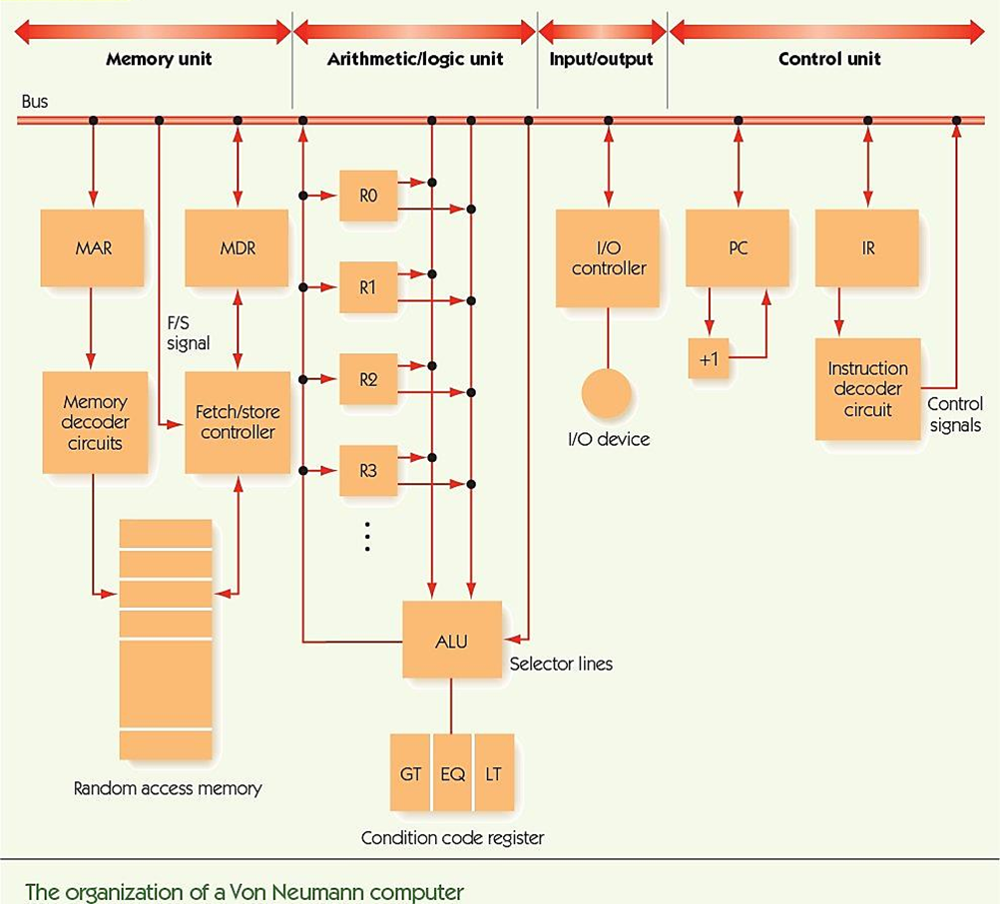 Memory unit
Arithmetic/logic unit
Input/output
Control unit
Bus
MAR
MDR
R0
I/O
controller
PC
IR
R1
F/S
signal
+1
R2
Memory
decoder
circuits
Fetch/store
controller
I/O device
Instruction
decoder
circuit
Control
signals
R3
ALU
Selector lines
GT
EQ
LT
Random access memory
Condition code register
The organization of a Von Neumann computer